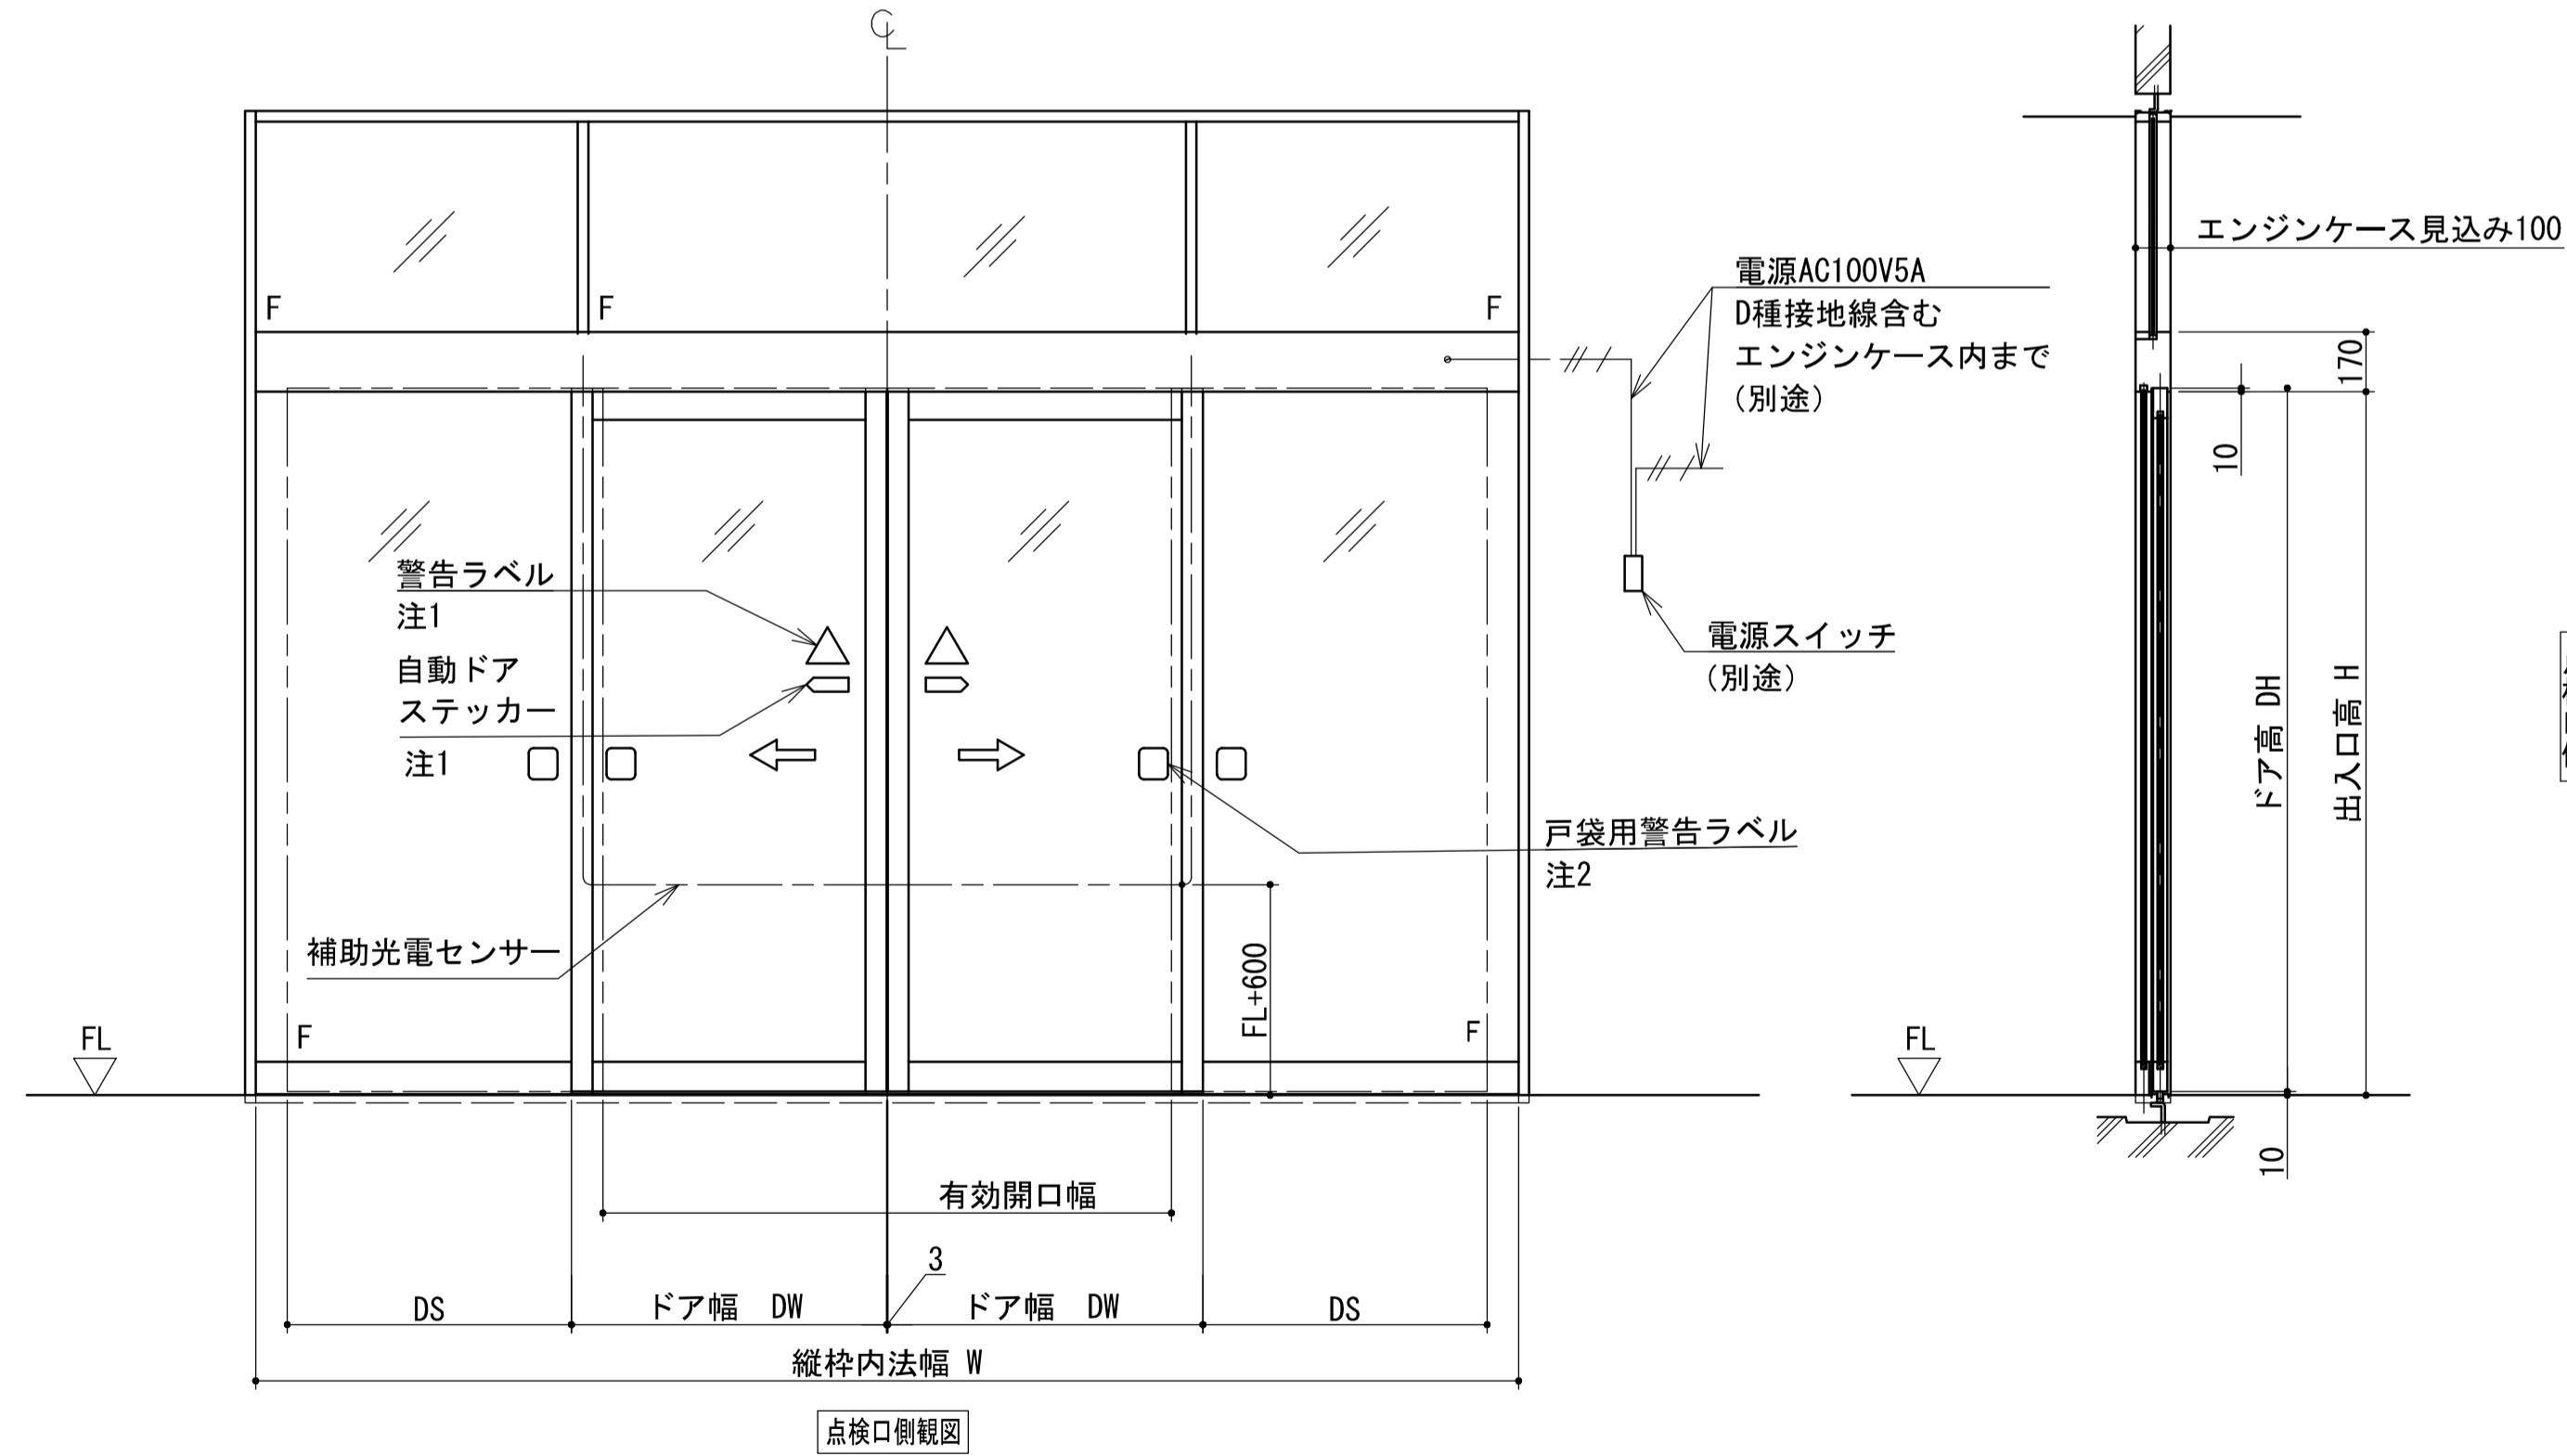 CL
エンジンケース見込み100
電源AC100V5A
D種接地線含む
エンジンケース内まで
(別途)
F
F
F
170
10
警告ラベル
注1
自動ドア
ステッカー
注1
電源スイッチ
(別途)
ドア高 DH
出入口高 H
戸袋用警告ラベル
注2
補助光電センサー
FL+600
FL
F
F
FL
10
有効開口幅
3
DS
ドア幅 DW
ドア幅 DW
DS
縦枠内法幅 W
点検口側観図